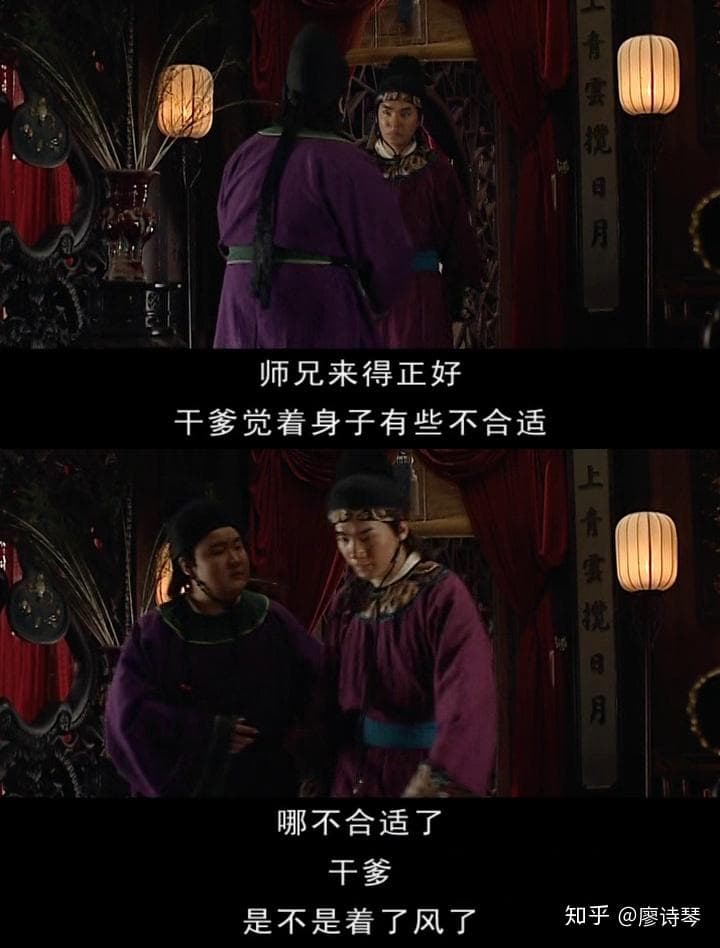 上青雲攬日月
师兄来得正好
干爹觉着身子有些不合适
上青雲攬日月
哪不合适了
干爹
是不是着了风了
知乎 @廖诗琴